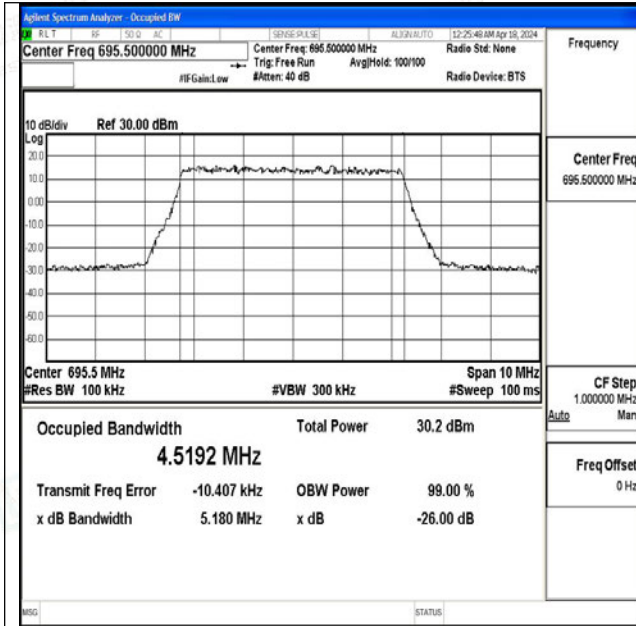 Agilent Spectrum Analyzer - Occupied BW
RL T RF 50 Ω AC SENSE:PULSE ALIGN AUTO 12:25:48 AM Apr 18, 2024
Center Freq 695.500000 MHz
Center Freq: 695.500000 MHz
Radio Std: None
Trig: Free Run Avg|Hold: 100/100
#IFGain:Low #Atten: 40 dB Radio Device: BTS
10 dB/div Ref 30.00 dBm
Log
20.0
10.0
0.00
-10.0
-20.0
-30.0
-40.0
-50.0
-60.0
Center 695.5 MHz Span 10 MHz
#Res BW 100 kHz #VBW 300 kHz #Sweep 100 ms
Occupied Bandwidth Total Power 30.2 dBm
4.5192 MHz
Transmit Freq Error -10.407 kHz OBW Power 99.00 %
x dB Bandwidth 5.180 MHz x dB -26.00 dB
MSG STATUS
Frequency
Center Freq
695.500000 MHz
CF Step
1.000000 MHz
Auto Man
Freq Offset
0 Hz